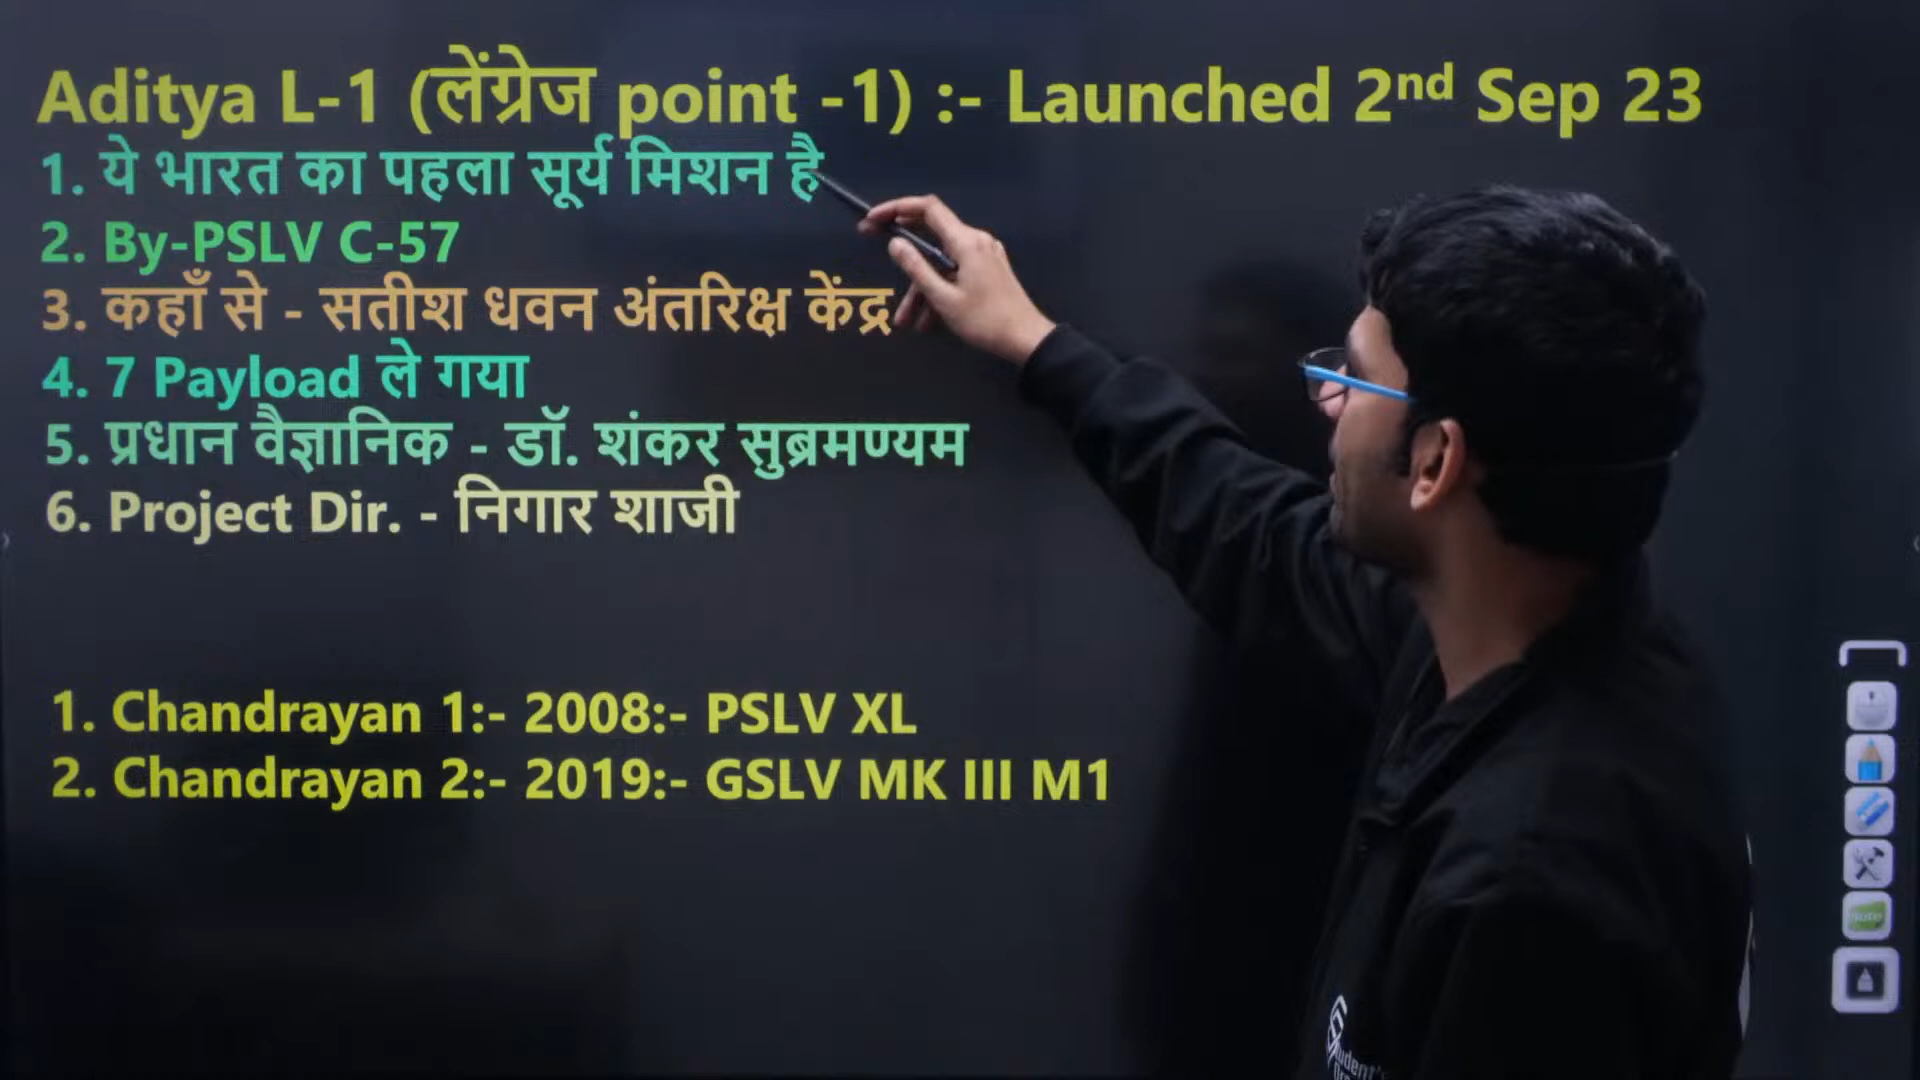 Aditya L-1 (लेंग्रेज point -1) :- Launched 2nd Sep 23
1. ये भारत का पहला सूर्य मिशन है
2. By-PSLV C-57
3. कहाँ से - सतीश धवन अंतरिक्ष केंद्र
4. 7 Payload ले गया
5. प्रधान वैज्ञानिक - डॉ. शंकर सुब्रमण्यम
6. Project Dir. - निगार शाजी
1. Chandrayan 1:- 2008:- PSLV XL
2. Chandrayan 2:- 2019:- GSLV MK III M1